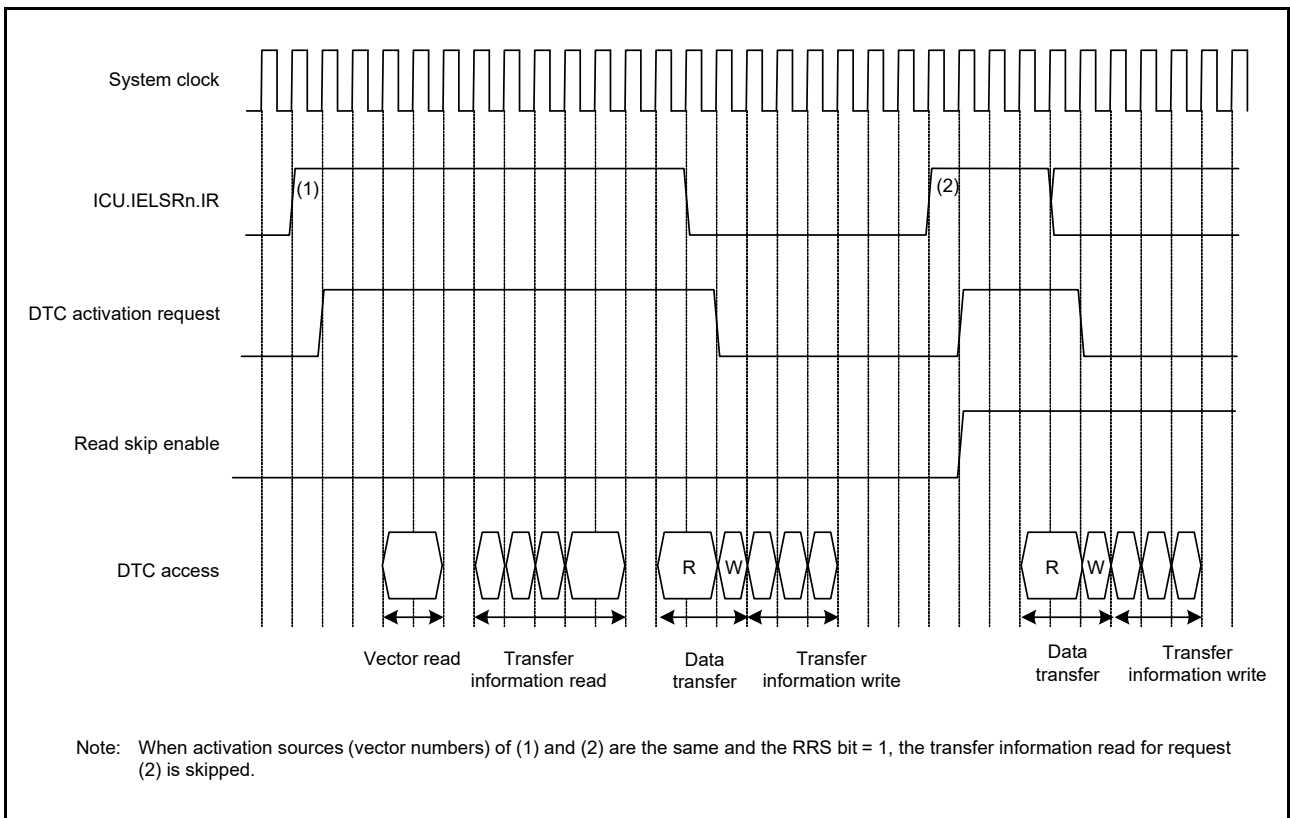 System clock
ICU.IELSRn.IR
(1)
(2)
DTC activation request
Read skip enable
DTC access
R
W
R
W
Vector read
Transfer
information read
Data
transfer
Transfer
information write
Data
transfer
Transfer
information write
Note: When activation sources (vector numbers) of (1) and (2) are the same and the RRS bit = 1, the transfer information read for request
(2) is skipped.